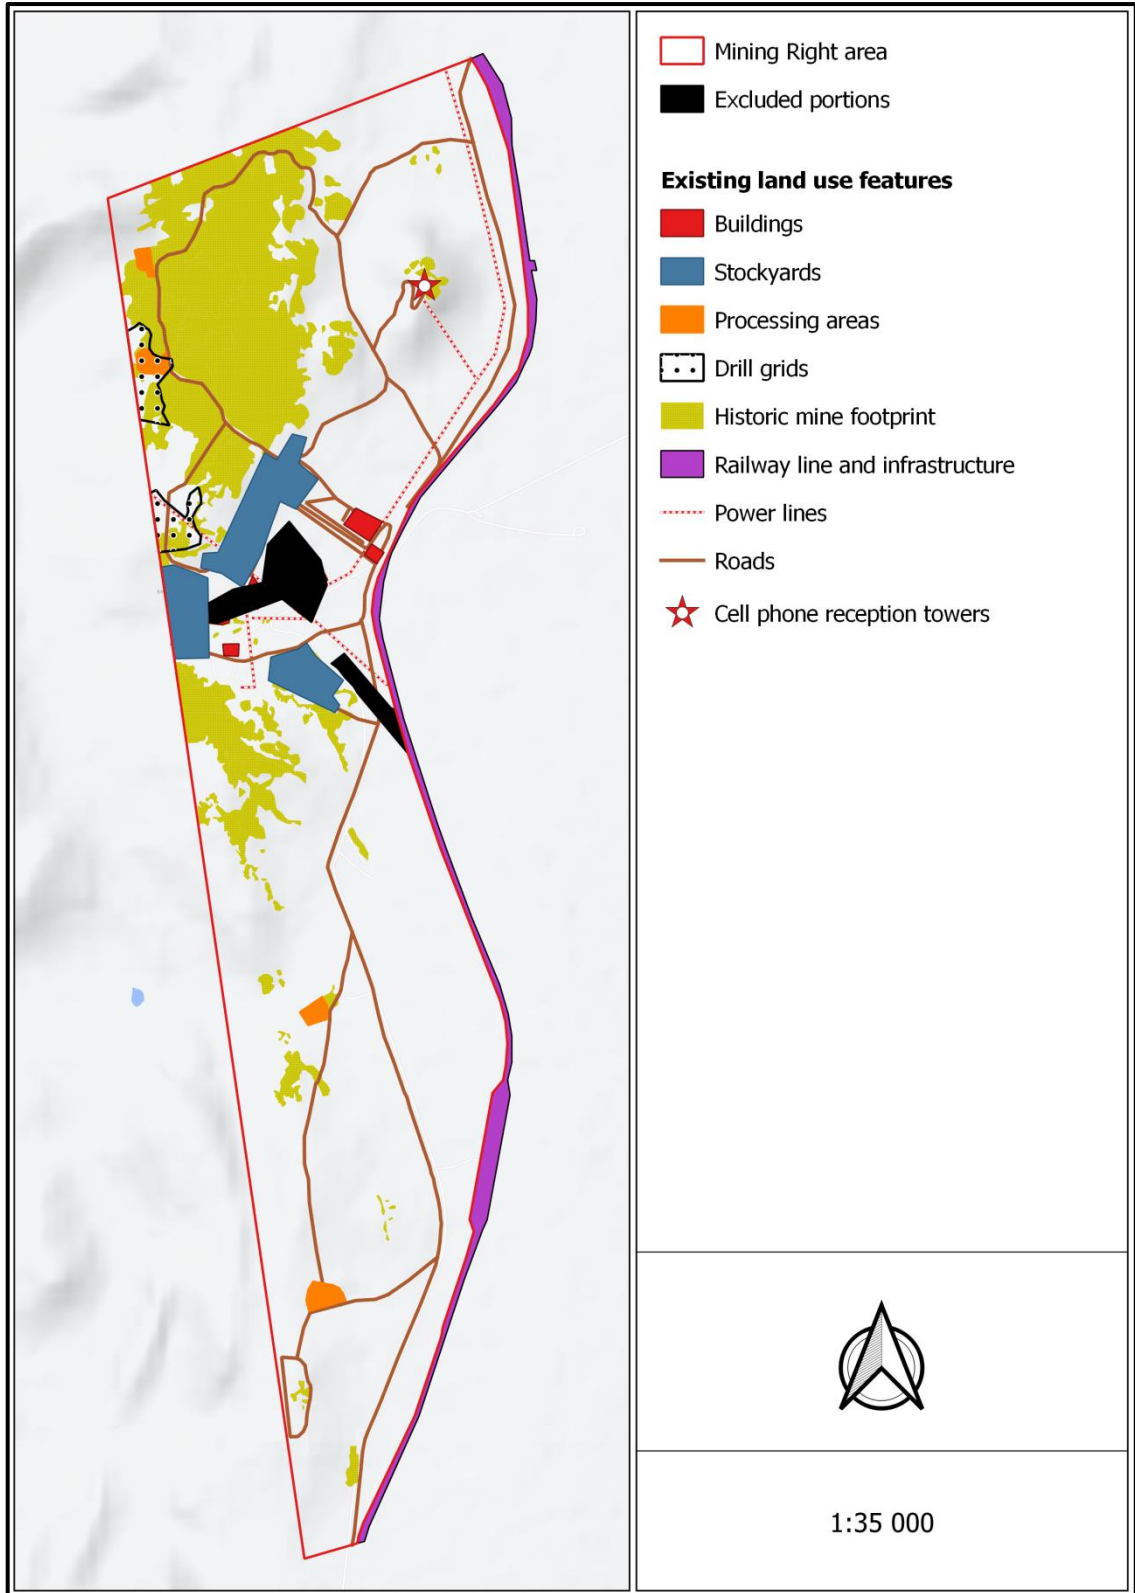 Mining Right area
Excluded portions
Existing land use features
Buildings
Stockyards
Processing areas
Drill grids
Historic mine footprint
Railway line and infrastructure
Power lines
Roads
Cell phone reception towers
1:35 000